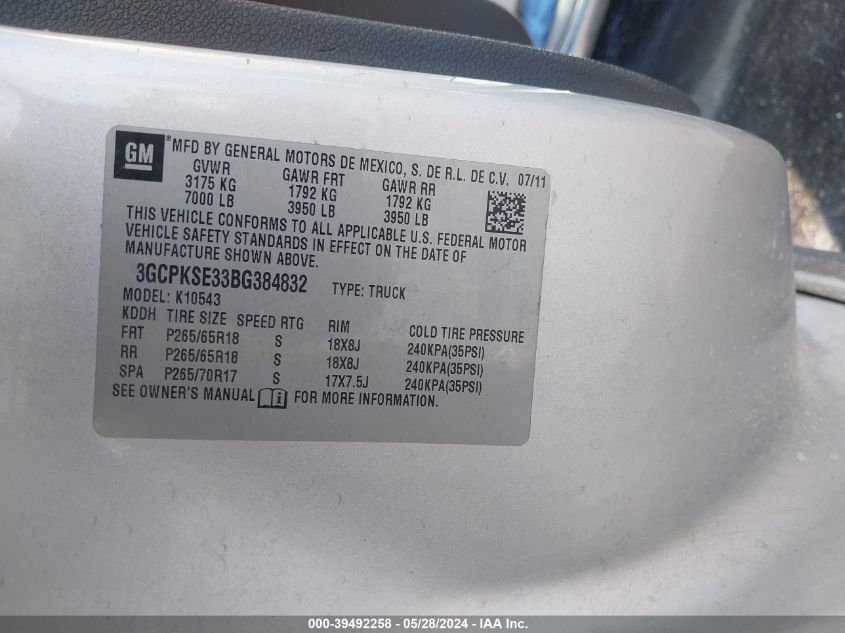 GM *MFD BY GENERAL MOTORS DE MEXICO, S. DE R.L. DE C.V. 07/11
GVWR GAWR FRT GAWR RR
3175 KG 1792 KG 1792 KG
7000 LB 3950 LB 3950 LB
THIS VEHICLE CONFORMS TO ALL APPLICABLE U.S. FEDERAL MOTOR
VEHICLE SAFETY STANDARDS IN EFFECT ON THE DATE OF
MANUFACTURE SHOWN ABOVE.
3GCPKSE33BG384832 TYPE: TRUCK
MODEL: K10543
KDDH TIRE SIZE SPEED RTG RIM COLD TIRE PRESSURE
FRT P265/65R18 S 18X8J 240KPA(35PSI)
RR P265/65R18 S 18X8J 240KPA(35PSI)
SPA P265/70R17 S 17X7.5J 240KPA(35PSI)
SEE OWNER'S MANUAL i FOR MORE INFORMATION.
000-39492258 - 05/28/2024 - IAA Inc.